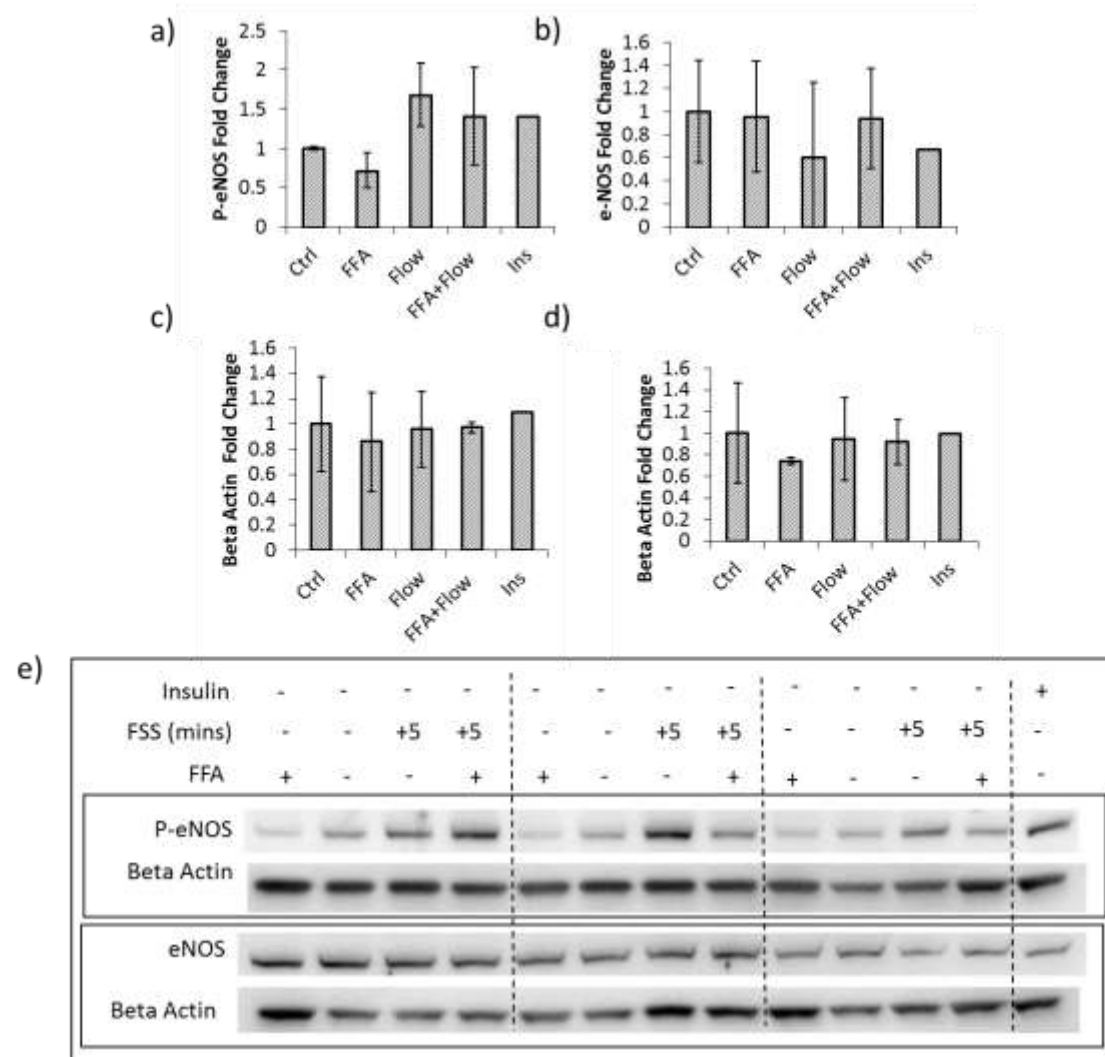 a)
P-eNOS Fold Change
2.5
2
1.5
1
0.5
0
Ctrl
FFA
Flow
FFA+Flow
Ins
b)
e-NOS Fold Change
1.6
1.4
1.2
1
0.8
0.6
0.4
0.2
0
Ctrl
FFA
Flow
FFA+Flow
Ins
c)
Beta Actin Fold Change
1.6
1.4
1.2
1
0.8
0.6
0.4
0.2
0
Ctrl
FFA
Flow
FFA+Flow
Ins
d)
Beta Actin Fold Change
1.6
1.4
1.2
1
0.8
0.6
0.4
0.2
0
Ctrl
FFA
Flow
FFA+Flow
Ins
e)
Insulin - - - - - - - - - - - - +
FSS (mins) - - +5 +5 - - +5 +5 - - +5 +5 -
FFA + - - + + - - + + - - + -
P-eNOS
Beta Actin
eNOS
Beta Actin